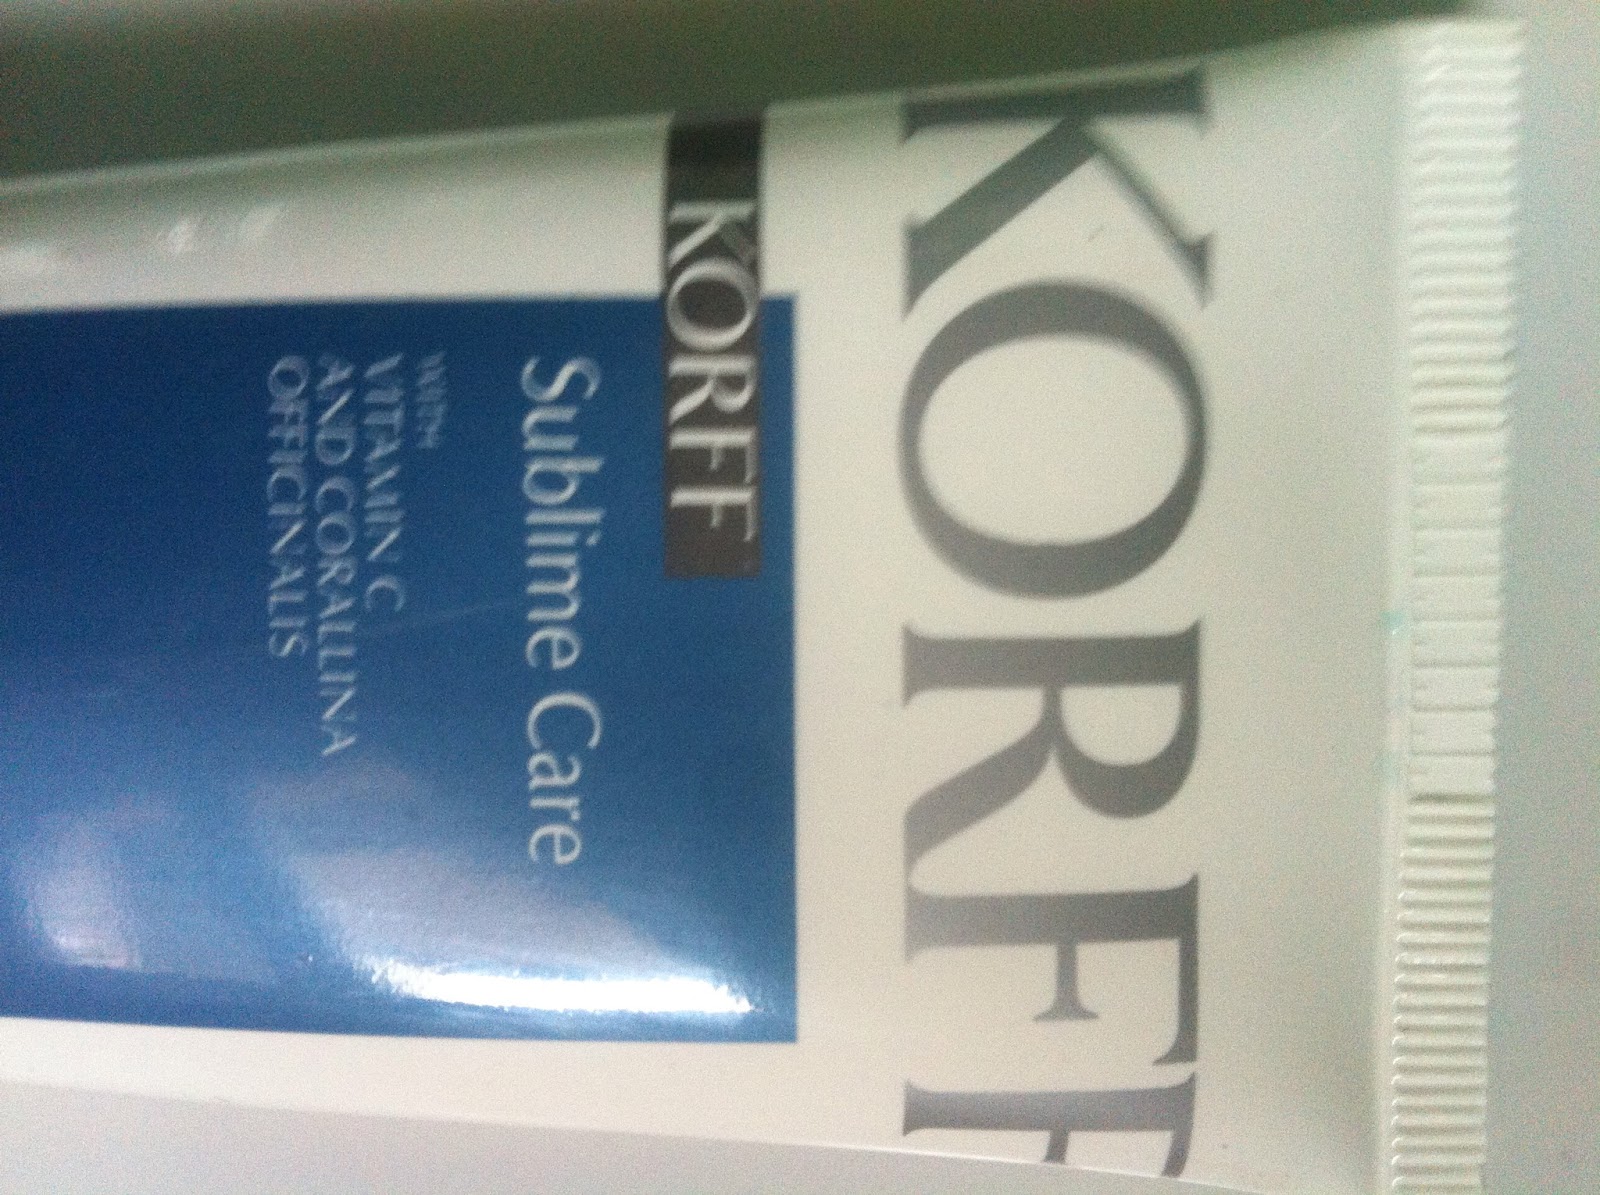 KORFF
KORFF
Sublime Care
WITH
VITAMIN C
AND CORALLINA
OFFICINALIS